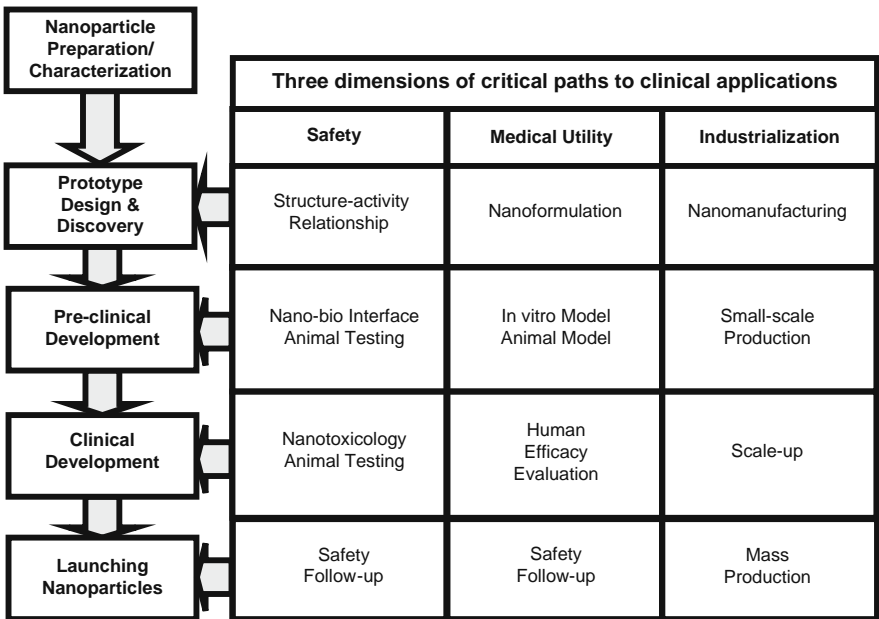 Nanoparticle
Preparation/
Characterization
Three dimensions of critical paths to clinical applications
Safety
Medical Utility
Industrialization
Prototype
Design &
Discovery
Structure-activity
Relationship
Nanoformulation
Nanomanufacturing
Pre-clinical
Development
Nano-bio Interface
Animal Testing
In vitro Model
Animal Model
Small-scale
Production
Clinical
Development
Nanotoxicology
Animal Testing
Human
Efficacy
Evaluation
Scale-up
Launching
Nanoparticles
Safety
Follow-up
Safety
Follow-up
Mass
Production